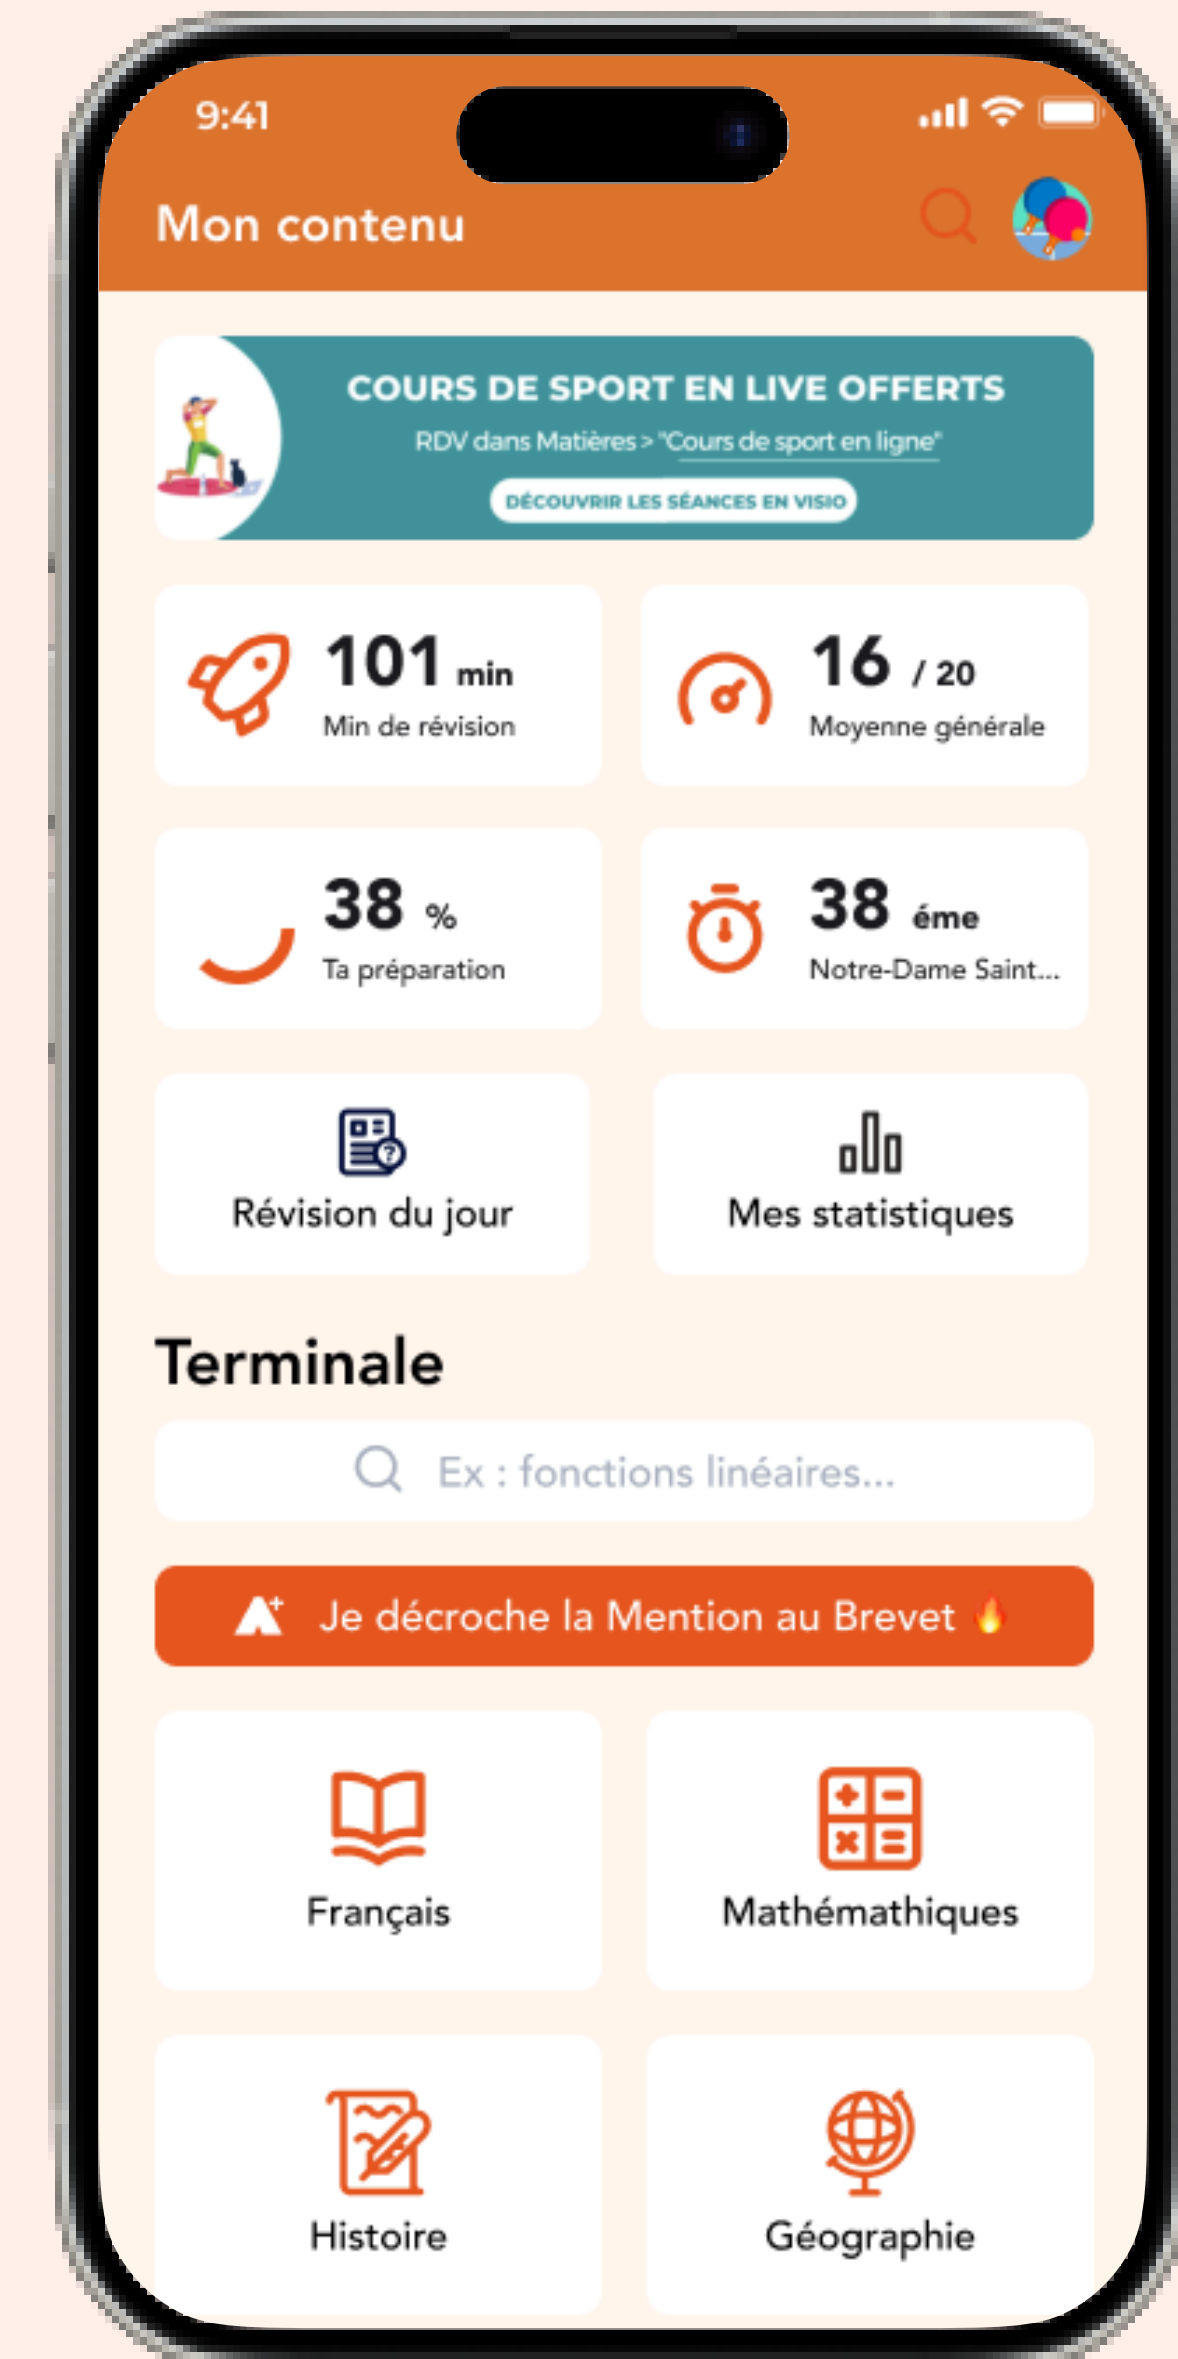 9:41
Mon contenu
COURS DE SPORT EN LIVE OFFERTS
RDV dans Matières > "Cours de sport en ligne"
DÉCOUVRIR LES SÉANCES EN VISIO
101 min
Min de révision
16 / 20
Moyenne générale
38 %
Ta préparation
38 éme
Notre-Dame Saint...
Révision du jour
Mes statistiques
Terminale
Ex : fonctions linéaires...
Je décroche la Mention au Brevet 🔥
Français
Mathémathiques
Histoire
Géographie